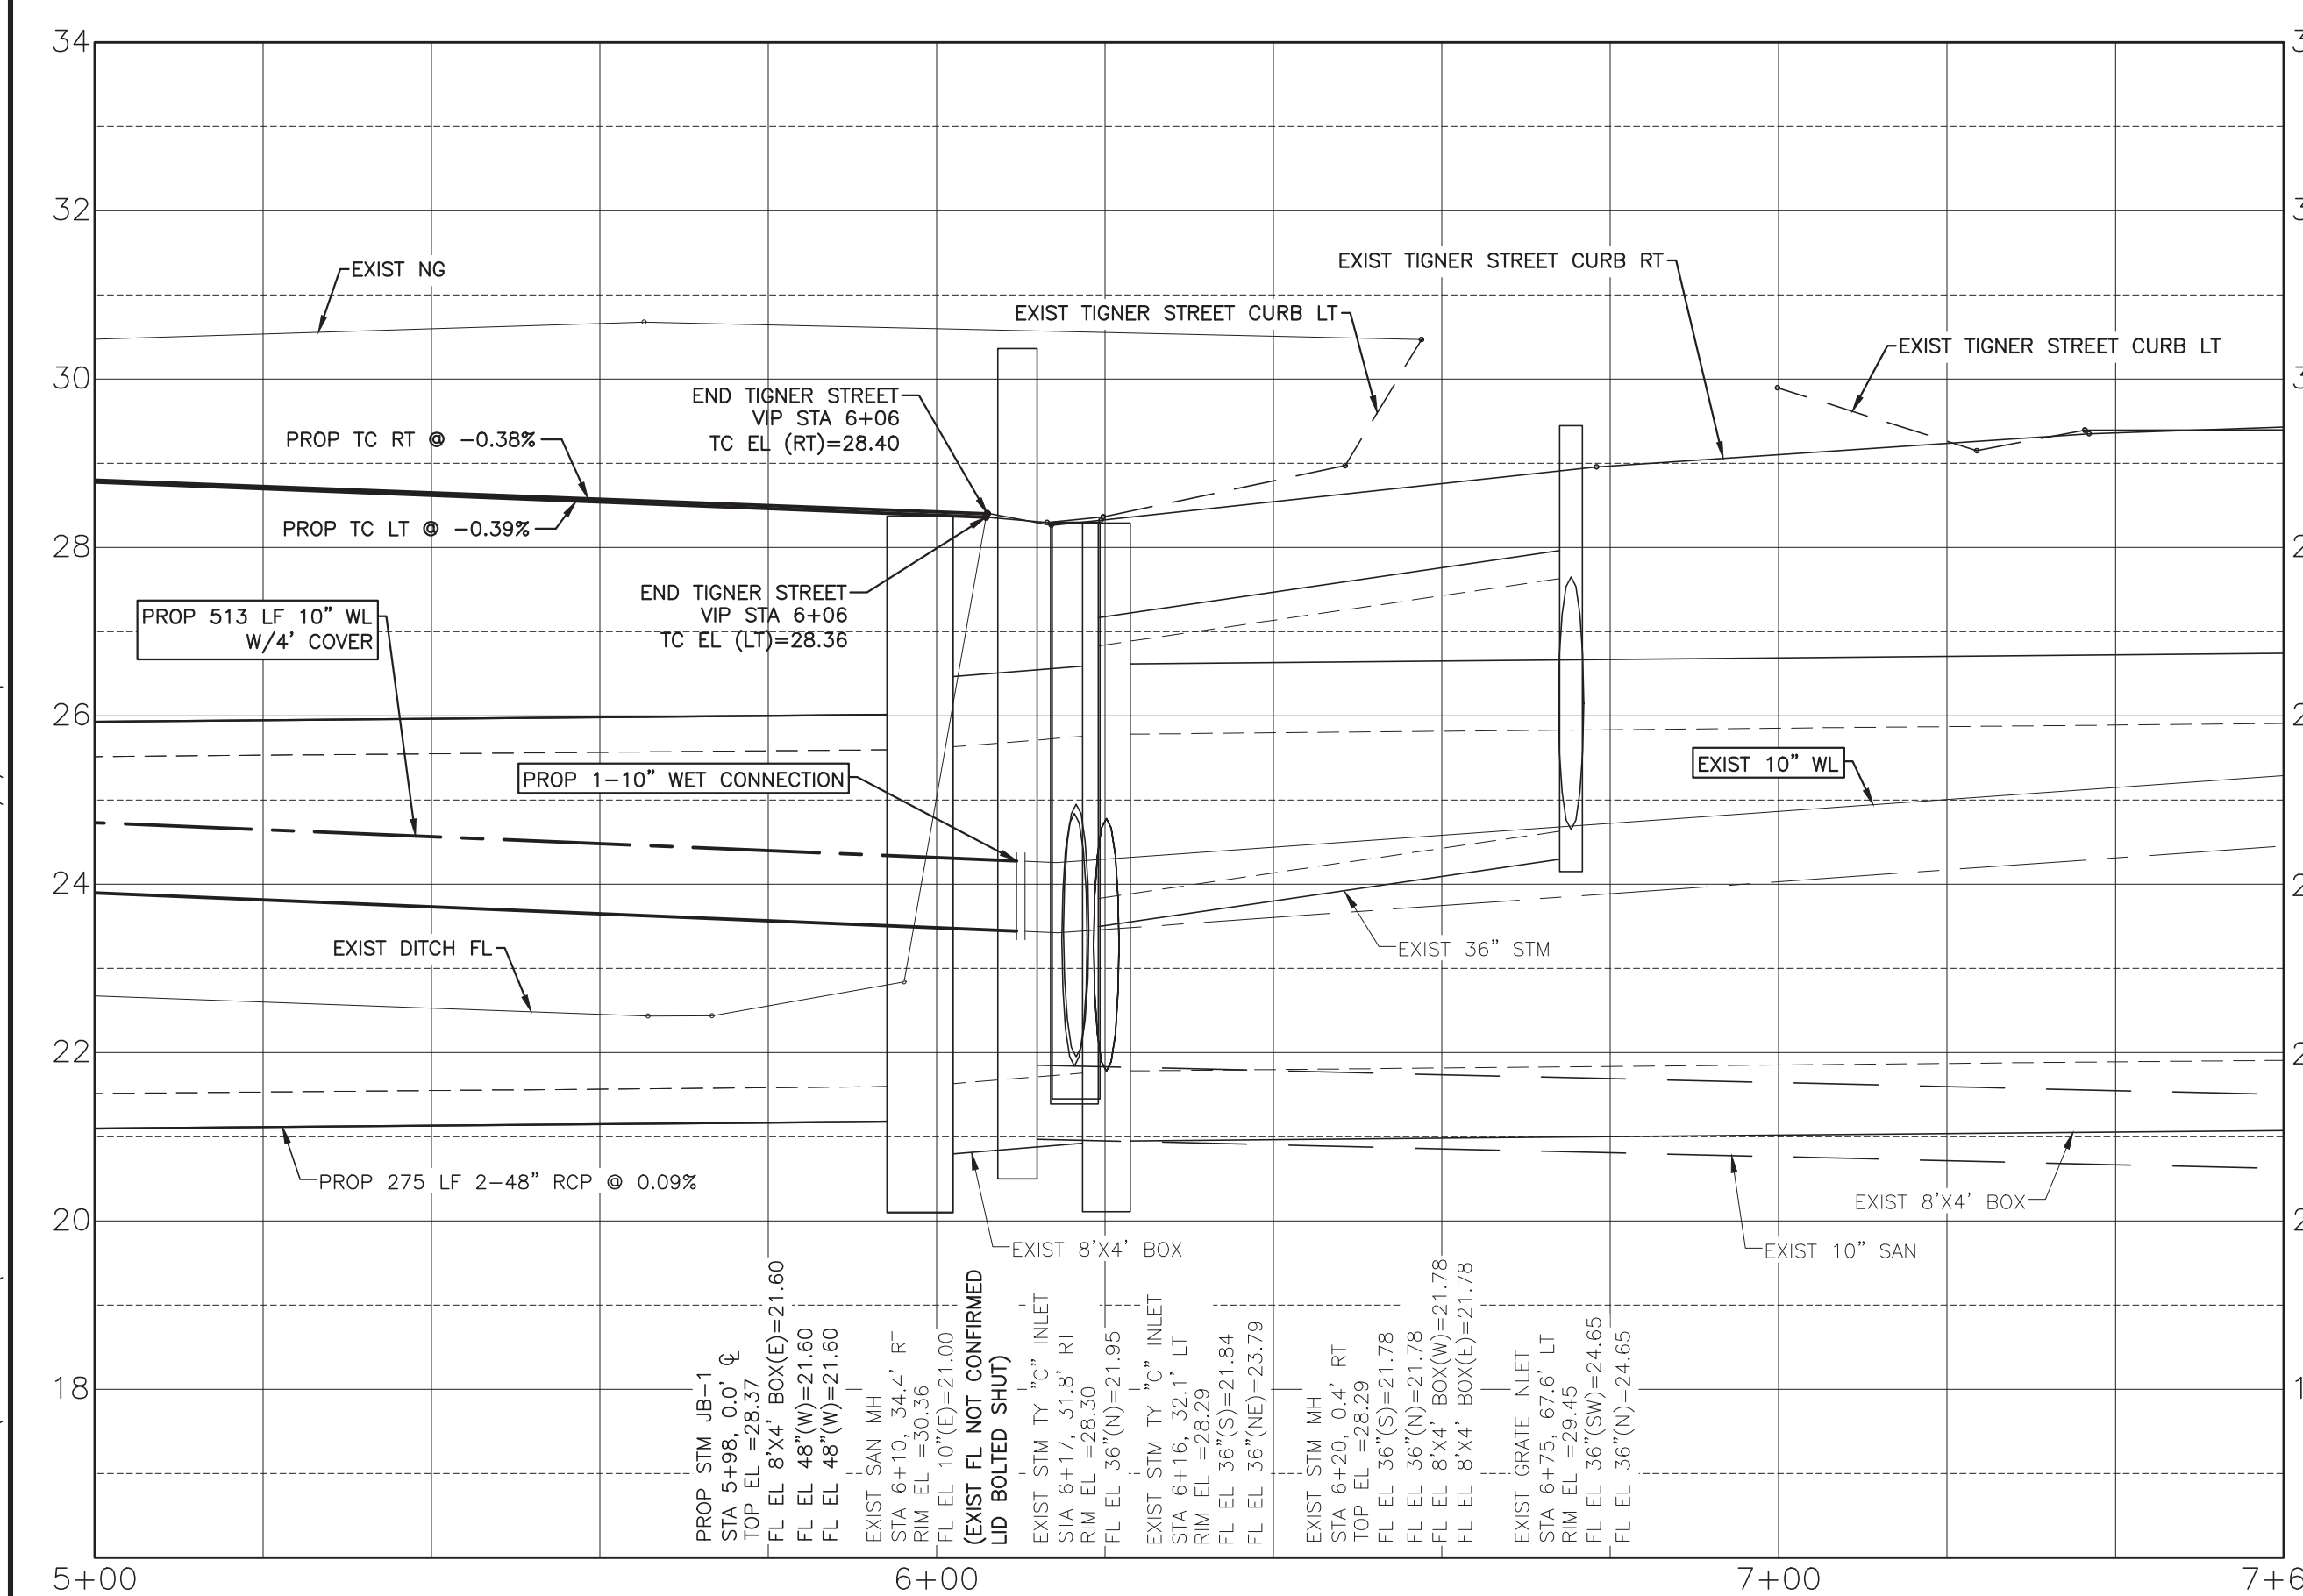 34
32
30
28
26
24
22
20
18
EXIST NG
EXIST TIGNER STREET CURB RT
EXIST TIGNER STREET CURB LT
EXIST TIGNER STREET CURB LT
END TIGNER STREET
VIP STA 6+06
TC EL (RT)=28.40
PROP TC RT @ -0.38%
PROP TC LT @ -0.39%
END TIGNER STREET
VIP STA 6+06
TC EL (LT)=28.36
PROP 513 LF 10" WL
W/4' COVER
PROP 1-10" WET CONNECTION
EXIST 10" WL
EXIST DITCH FL
EXIST 36" STM
PROP 275 LF 2-48" RCP @ 0.09%
EXIST 8'X4' BOX
EXIST 8'X4' BOX
EXIST 10" SAN
PROP STM JB-1
STA 5+98, 0.0' ℄
TOP EL =28.37
FL EL 8'X4' BOX(E)=21.60
FL EL 48"(W)=21.60
FL EL 48"(W)=21.60
EXIST SAN MH
STA 6+10, 34.4' RT
RIM EL =30.36
FL EL 10"(E)=21.00
(EXIST FL NOT CONFIRMED
LID BOLTED SHUT)
EXIST STM TY "C" INLET
STA 6+17, 31.8' RT
RIM EL =28.30
FL EL 36"(N)=21.95
EXIST STM TY "C" INLET
STA 6+16, 32.1' LT
RIM EL =28.29
FL EL 36"(S)=21.84
FL EL 36"(NE)=23.79
EXIST STM MH
STA 6+20, 0.4' RT
TOP EL =28.29
FL EL 36"(S)=21.78
FL EL 36"(N)=21.78
FL EL 8'X4' BOX(W)=21.78
FL EL 8'X4' BOX(E)=21.78
EXIST GRATE INLET
STA 6+75, 67.6' LT
RIM EL =29.45
FL EL 36"(SW)=24.65
FL EL 36"(N)=24.65
5+00
6+00
7+00